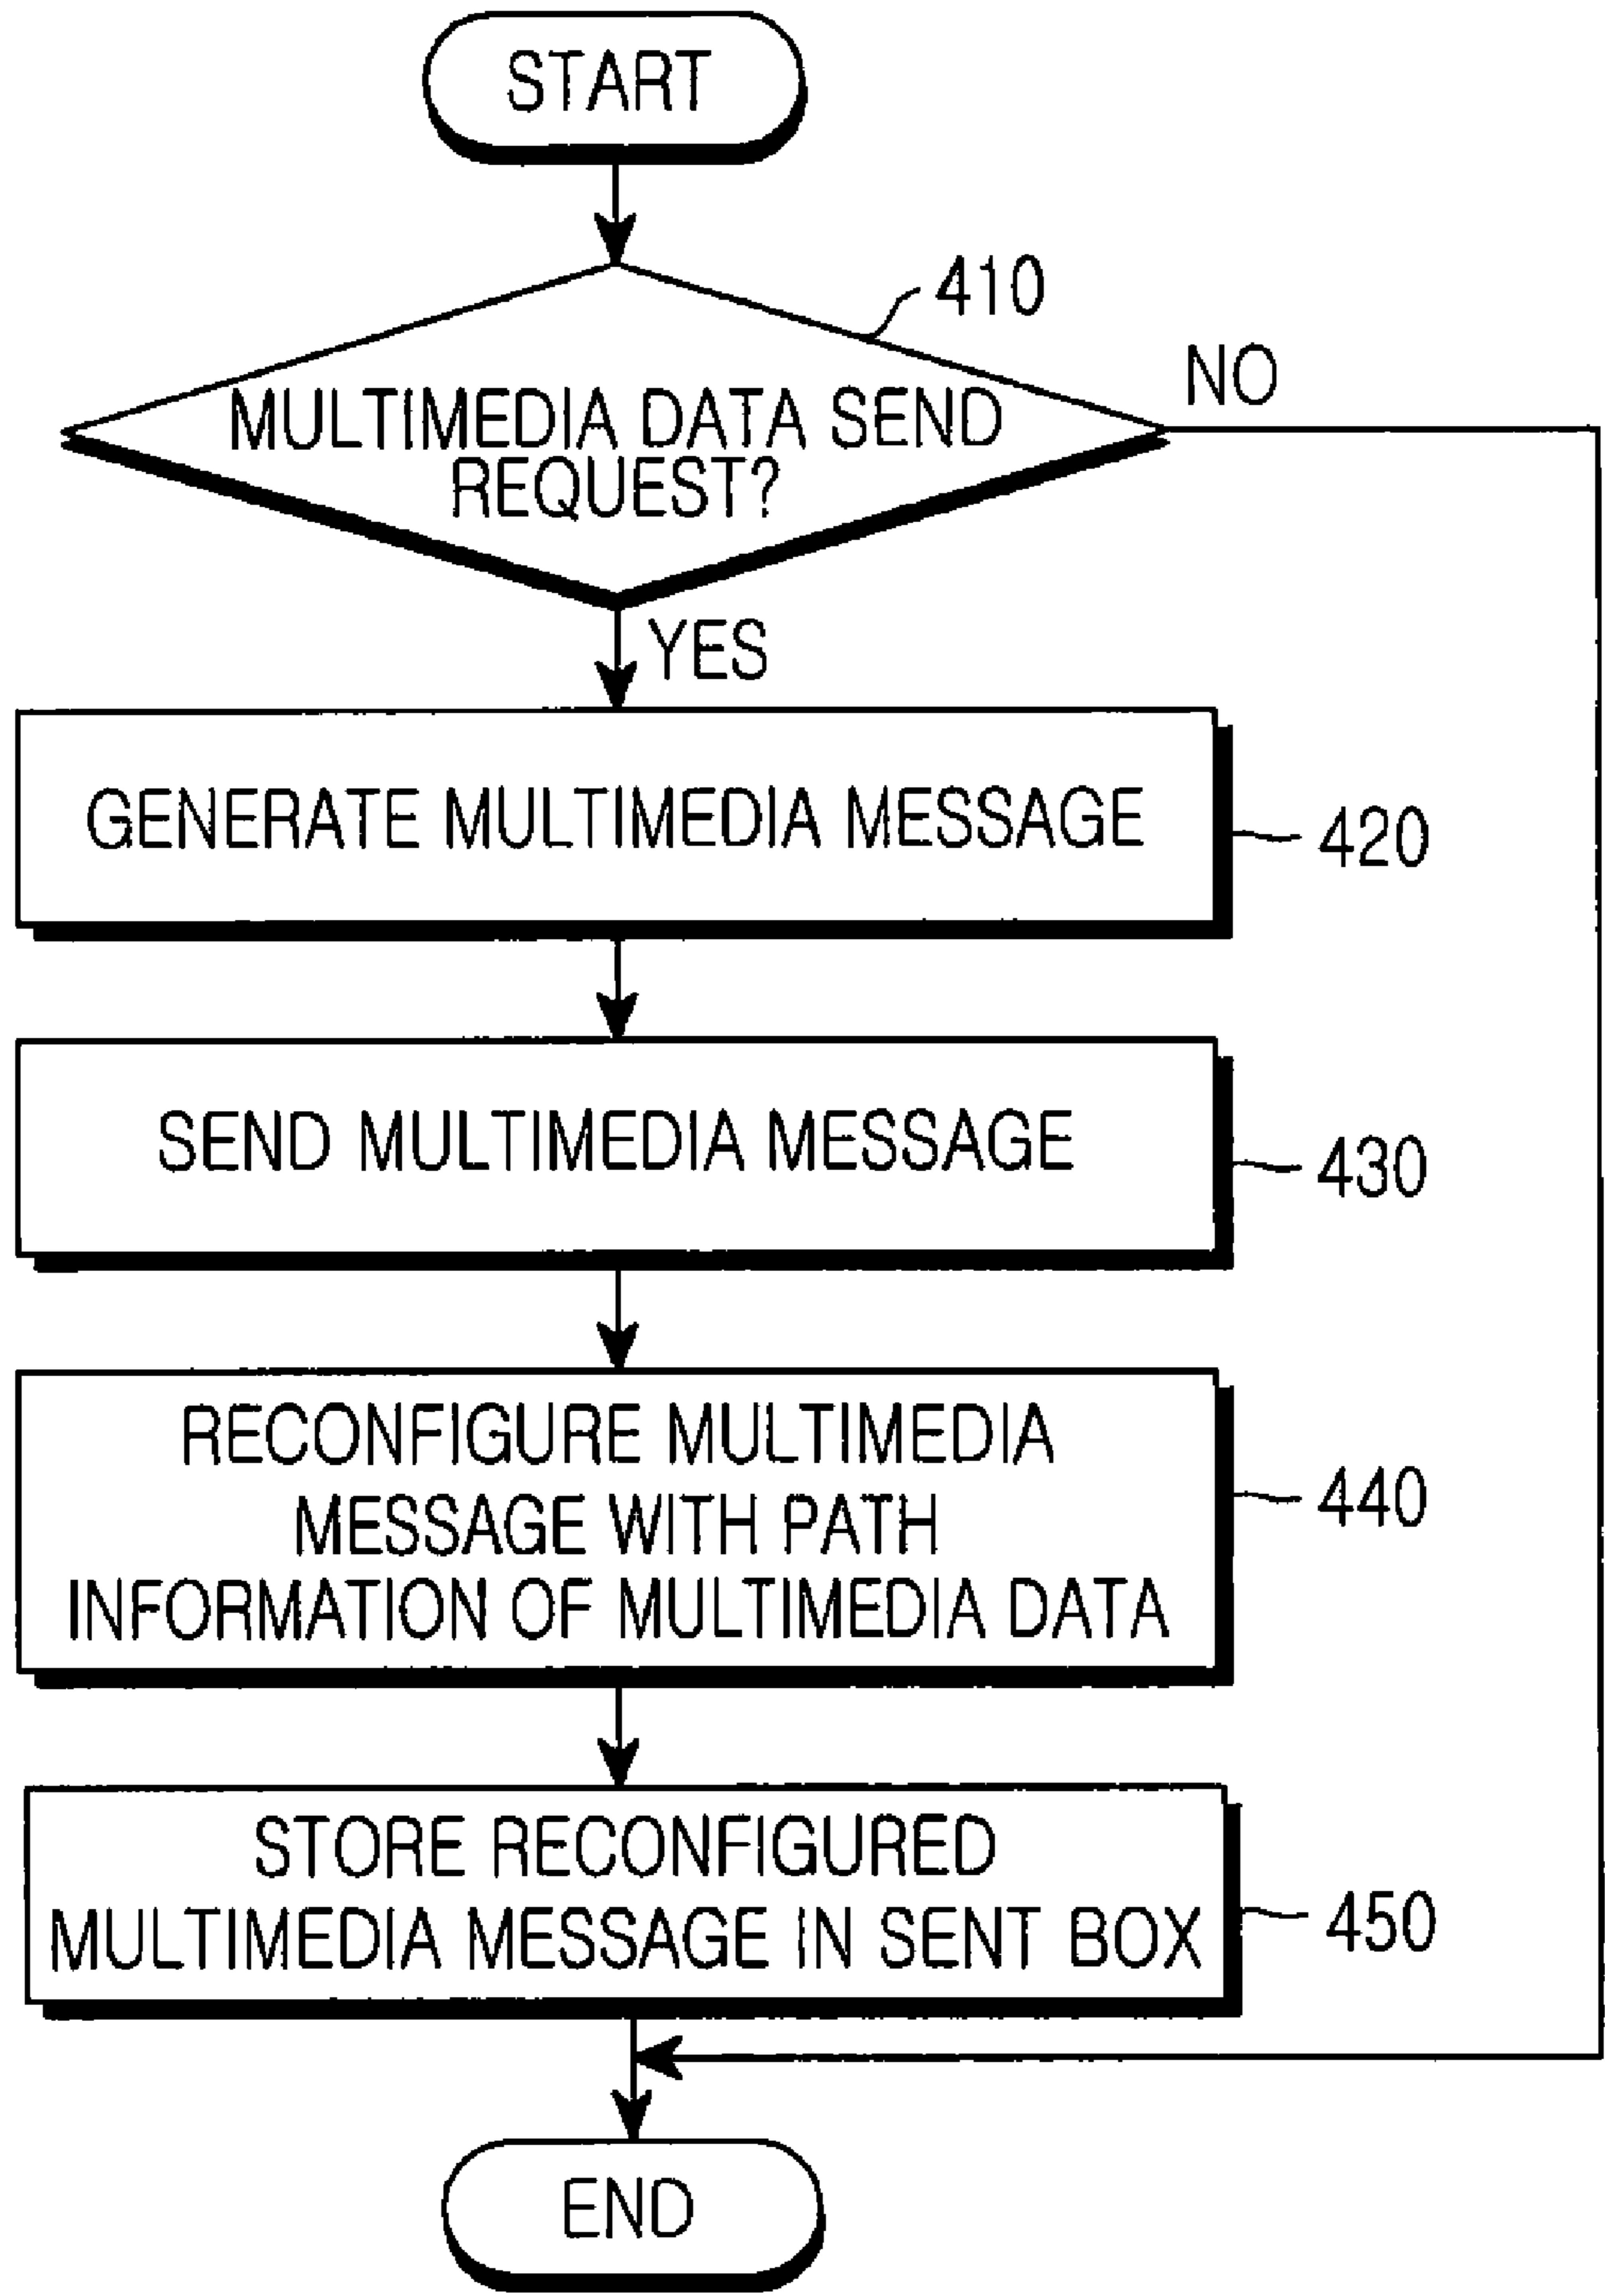 START
410
NO
MULTIMEDIA DATA SEND
REQUEST?
YES
GENERATE MULTIMEDIA MESSAGE
420
SEND MULTIMEDIA MESSAGE
430
RECONFIGURE MULTIMEDIA
MESSAGE WITH PATH
INFORMATION OF MULTIMEDIA DATA
440
STORE RECONFIGURED
MULTIMEDIA MESSAGE IN SENT BOX
450
END